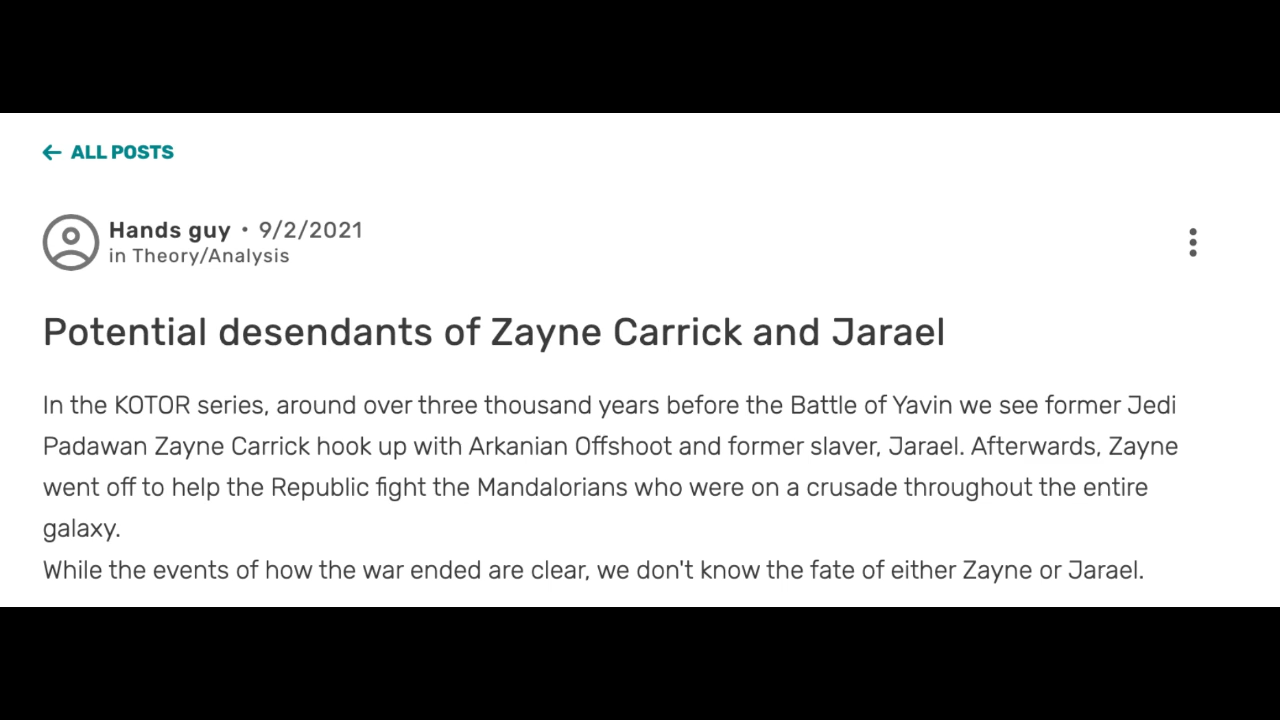 ← ALL POSTS
Hands guy • 9/2/2021
in Theory/Analysis
Potential desendants of Zayne Carrick and Jarael
In the KOTOR series, around over three thousand years before the Battle of Yavin we see former Jedi
Padawan Zayne Carrick hook up with Arkanian Offshoot and former slaver, Jarael. Afterwards, Zayne
went off to help the Republic fight the Mandalorians who were on a crusade throughout the entire
galaxy.
While the events of how the war ended are clear, we don't know the fate of either Zayne or Jarael.